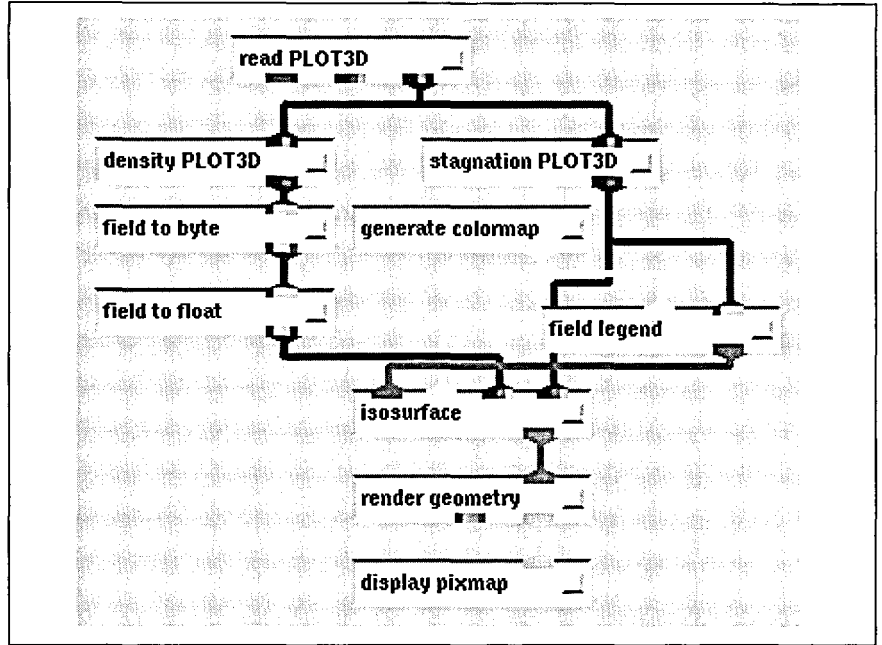 read PLOT3D
density PLOT3D
stagnation PLOT3D
field to byte
generate colormap
field to float
field legend
isosurface
render geometry
display pixmap